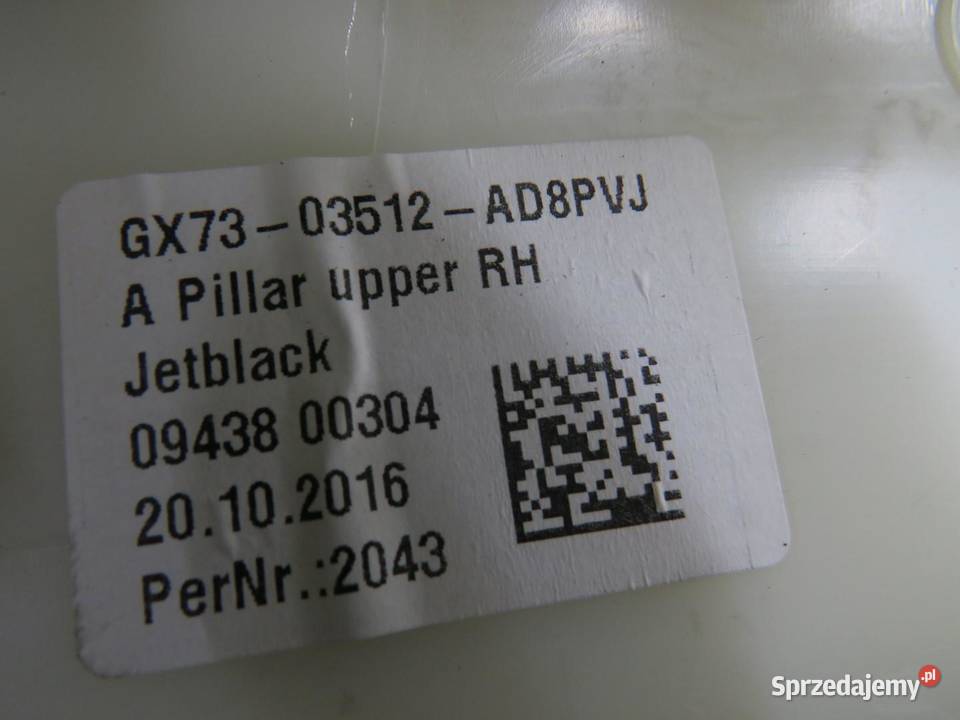 GX73-03512-AD8PVJ
A Pillar upper RH
Jetblack
09438 00304
20.10.2016
PerNr.:2043
Sprzedajemy.pl